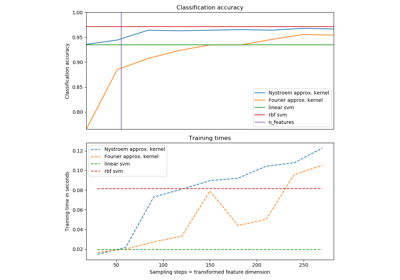 Classification accuracy
1.00
0.95
0.90
0.85
0.80
Classification accuracy
Nystroem approx. kernel
Fourier approx. kernel
linear svm
rbf svm
n_features
Training times
0.12
0.10
0.08
0.06
0.04
0.02
Training time in seconds
Nystroem approx. kernel
Fourier approx. kernel
linear svm
rbf svm
50
100
150
200
250
Sampling steps = transformed feature dimension